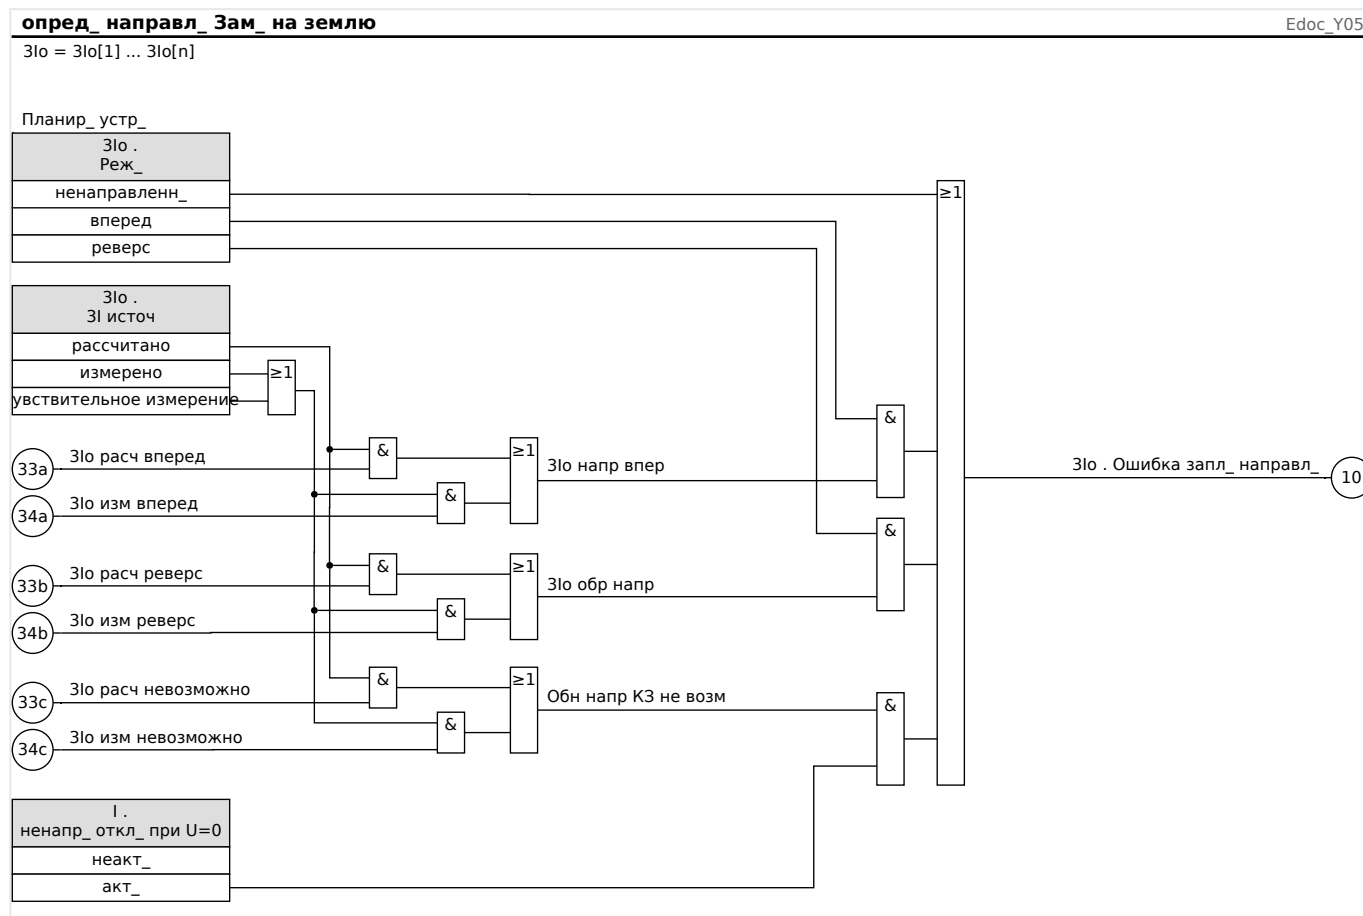 опред_ направл_ Зам_ на землю
Edoc_Y05
3Io = 3Io[1] ... 3Io[n]
Планир_ устр_
3Io .
Реж_
ненаправленн_
вперед
реверс
≥1
3Io .
3I источ
рассчитано
измерено
увствительное измерение
≥1
&
33a
3Io расч вперед
&
≥1
3Io напр впер
3Io . Ошибка запл_ направл_
10
34a
3Io изм вперед
&
&
33b
3Io расч реверс
&
≥1
3Io обр напр
34b
3Io изм реверс
&
33c
3Io расч невозможно
&
≥1
Обн напр КЗ не возм
&
34c
3Io изм невозможно
&
I .
ненапр_ откл_ при U=0
неакт_
акт_